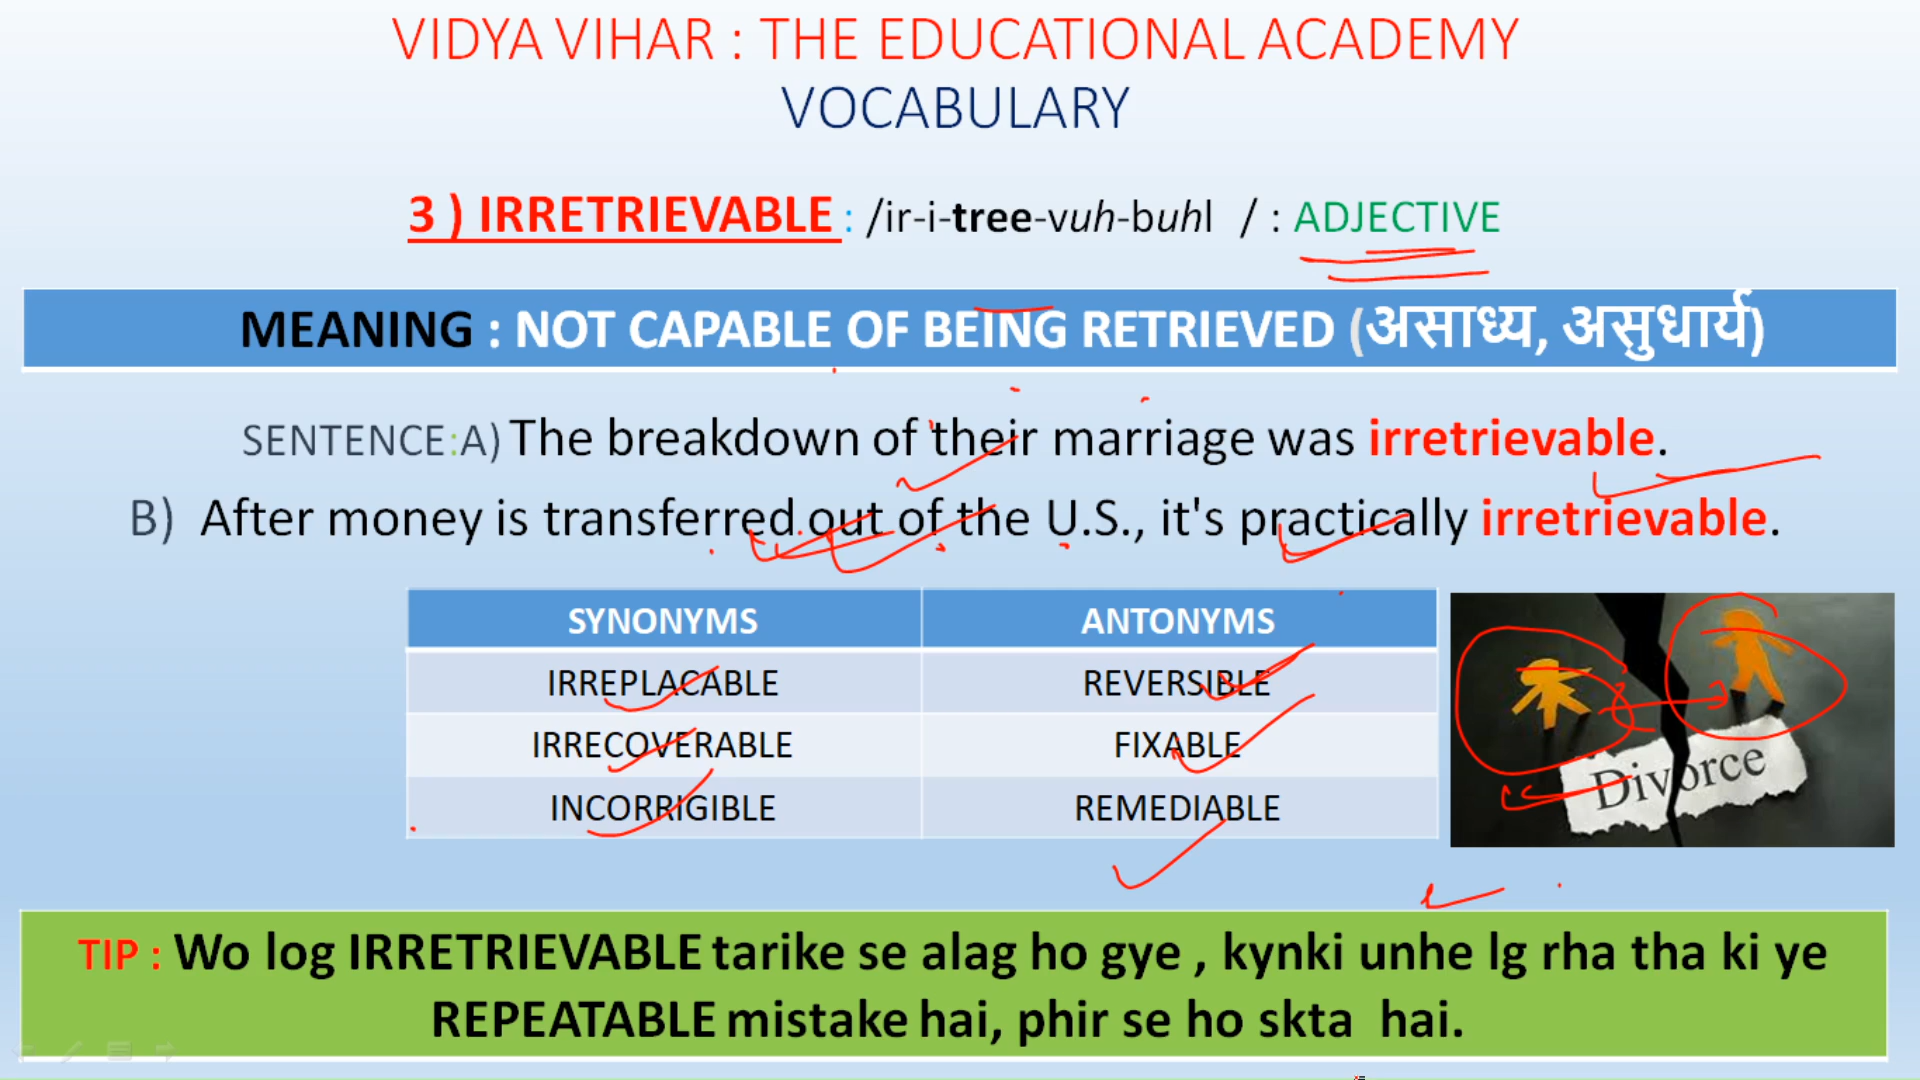 VIDYA VIHAR : THE EDUCATIONAL ACADEMY
VOCABULARY
3 ) IRRETRIEVABLE : /ir-i-tree-vuh-buhl / : ADJECTIVE
MEANING : NOT CAPABLE OF BEING RETRIEVED (असाध्य, असुधार्य)
SENTENCE:A) The breakdown of their marriage was irretrievable.
B) After money is transferred out of the U.S., it's practically irretrievable.
SYNONYMS ANTONYMS
IRREPLACABLE REVERSIBLE
IRRECOVERABLE FIXABLE
INCORRIGIBLE REMEDIABLE
Divorce
TIP : Wo log IRRETRIEVABLE tarike se alag ho gye , kynki unhe lg rha tha ki ye
REPEATABLE mistake hai, phir se ho skta hai.